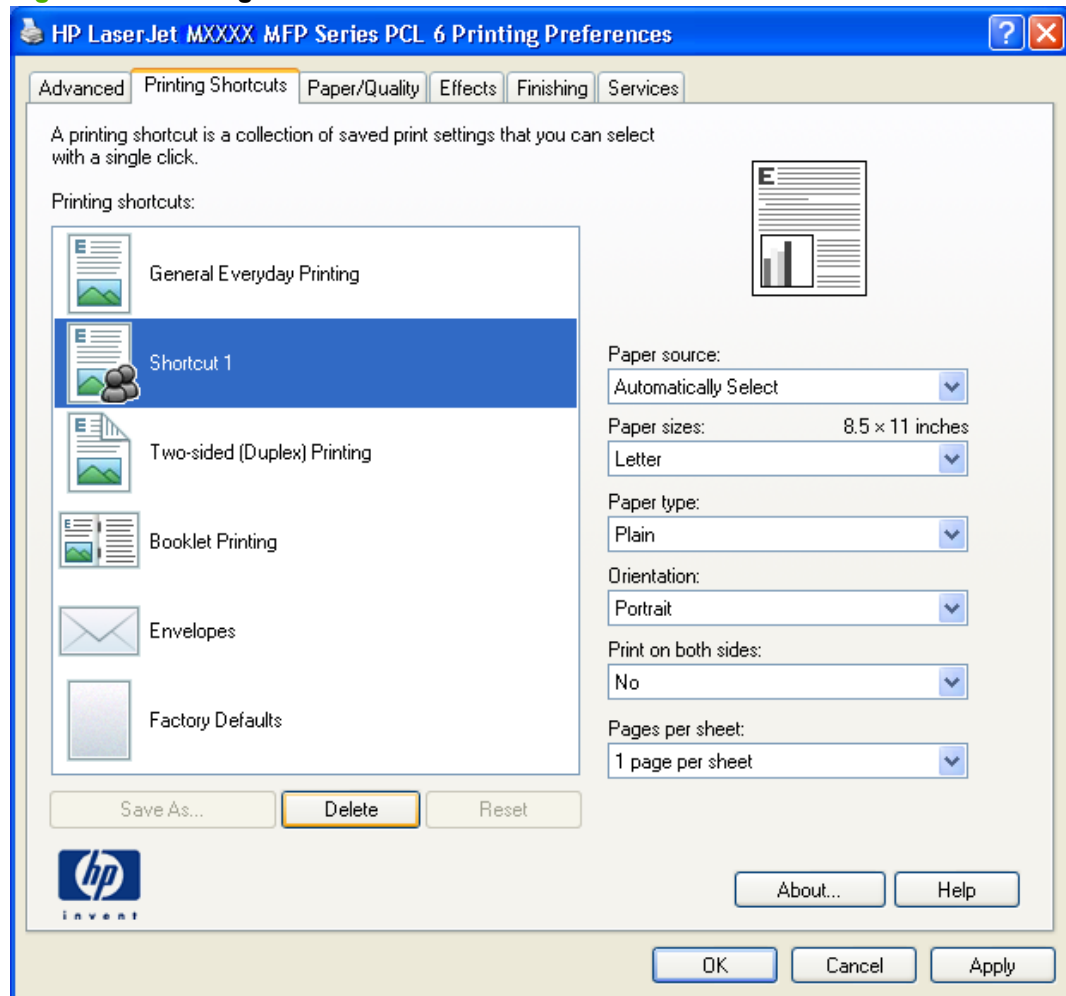 HP LaserJet MXXXX MFP Series PCL 6 Printing Preferences
Advanced Printing Shortcuts Paper/Quality Effects Finishing Services
A printing shortcut is a collection of saved print settings that you can select
with a single click.
Printing shortcuts:
E
E
General Everyday Printing
E
Shortcut 1
E
Two-sided (Duplex) Printing
E
Booklet Printing
Envelopes
Factory Defaults
Paper source:
Automatically Select
Paper sizes: 8.5 × 11 inches
Letter
Paper type:
Plain
Orientation:
Portrait
Print on both sides:
No
Pages per sheet:
1 page per sheet
Save As... Delete Reset
hp
invent
About... Help
OK Cancel Apply